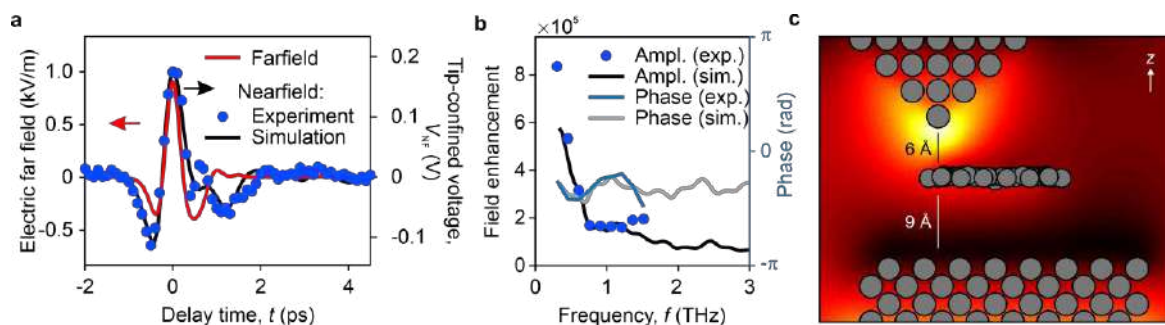 a
Electric far field (kV/m)
1.0
0.5
0
-0.5
-2
0
2
4
Delay time, t (ps)
Farfield
Nearfield:
Experiment
Simulation
0.2
0.1
0
-0.1
Tip-confined voltage,
V_NF (V)
b
×10⁵
Field enhancement
8
6
4
2
0
0
1
2
3
Frequency, f (THz)
Ampl. (exp.)
Ampl. (sim.)
Phase (exp.)
Phase (sim.)
π
0
-π
Phase (rad)
c
z
6 Å
9 Å